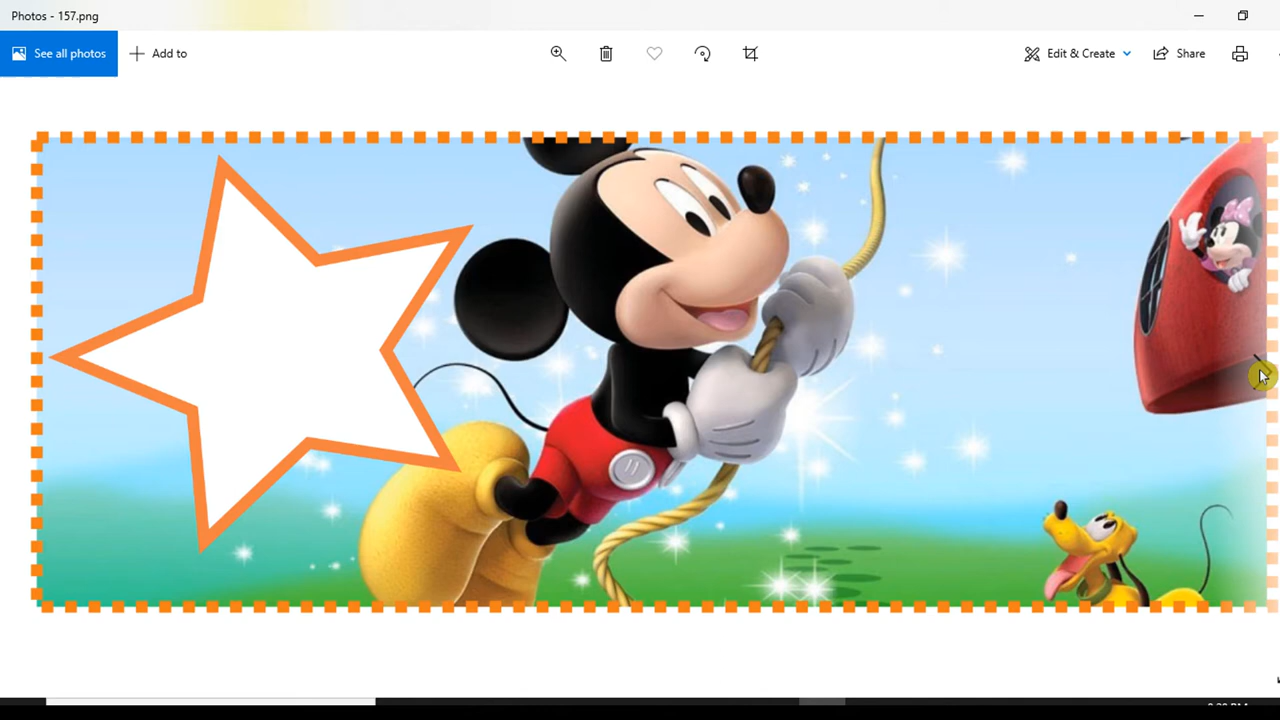 Photos - 157.png
See all photos
Add to
Edit & Create
Share